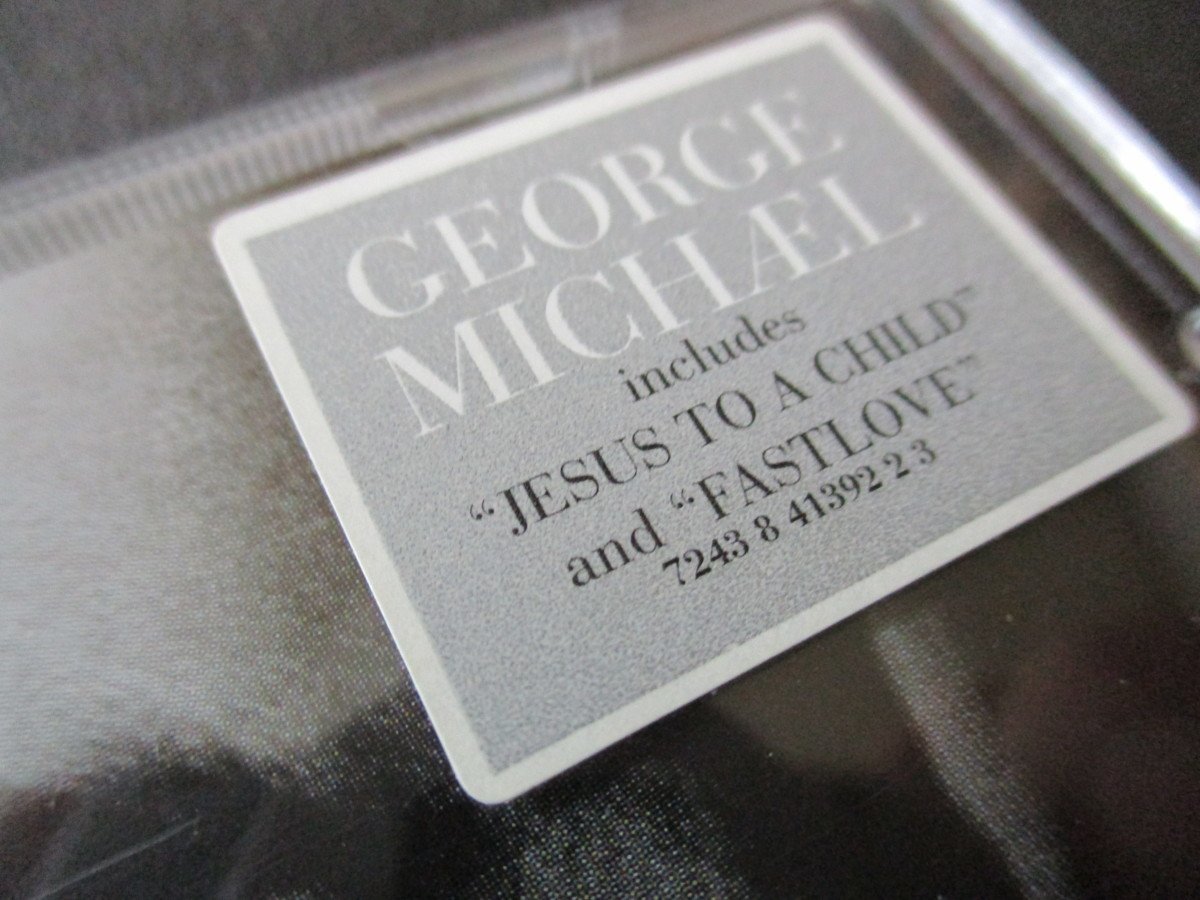 GEORGE
MICHÆL
includes
“JESUS TO A CHILD”
and “FASTLOVE”
7243 8 41392 2 3